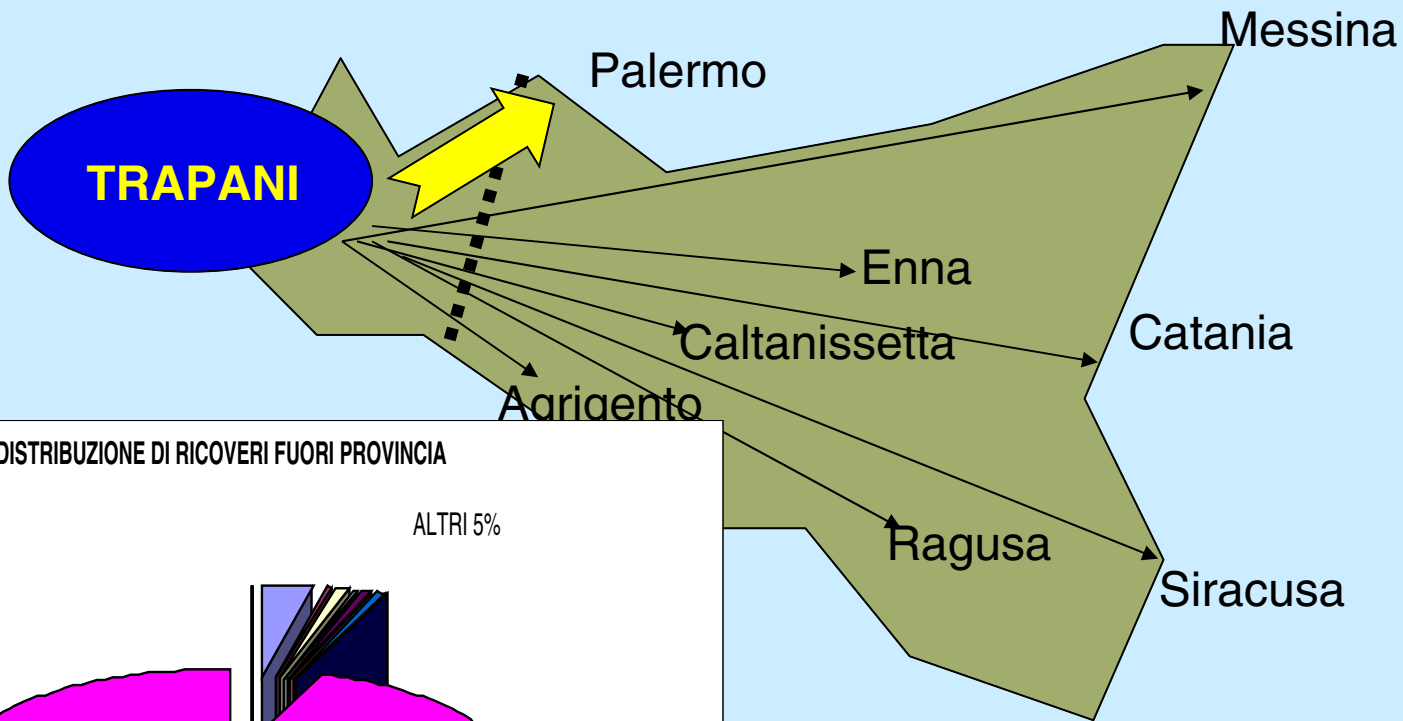 Messina
Palermo
TRAPANI
Enna
Catania
Caltanissetta
Agrigento
DISTRIBUZIONE DI RICOVERI FUORI PROVINCIA
ALTRI 5%
Ragusa
Siracusa